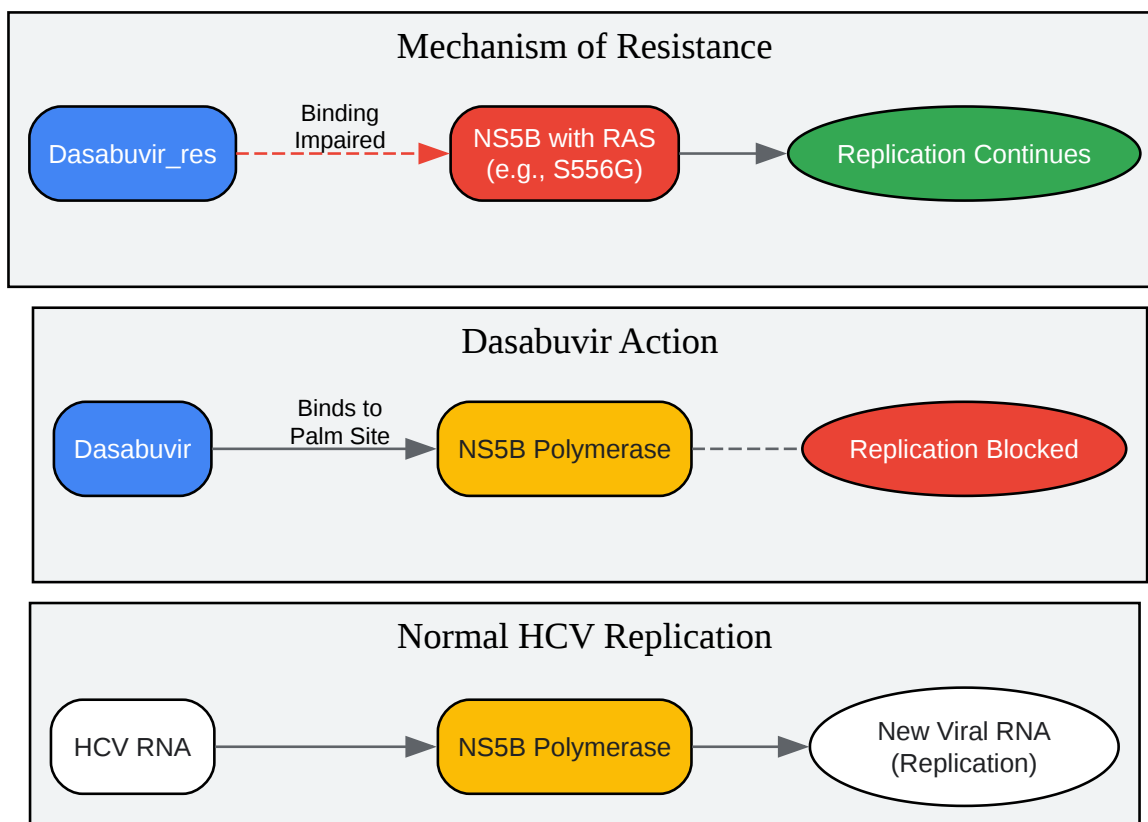 Mechanism of Resistance
Dasabuvir_res
Binding
Impaired
NS5B with RAS
(e.g., S556G)
Replication Continues
Dasabuvir Action
Dasabuvir
Binds to
Palm Site
NS5B Polymerase
Replication Blocked
Normal HCV Replication
HCV RNA
NS5B Polymerase
New Viral RNA
(Replication)